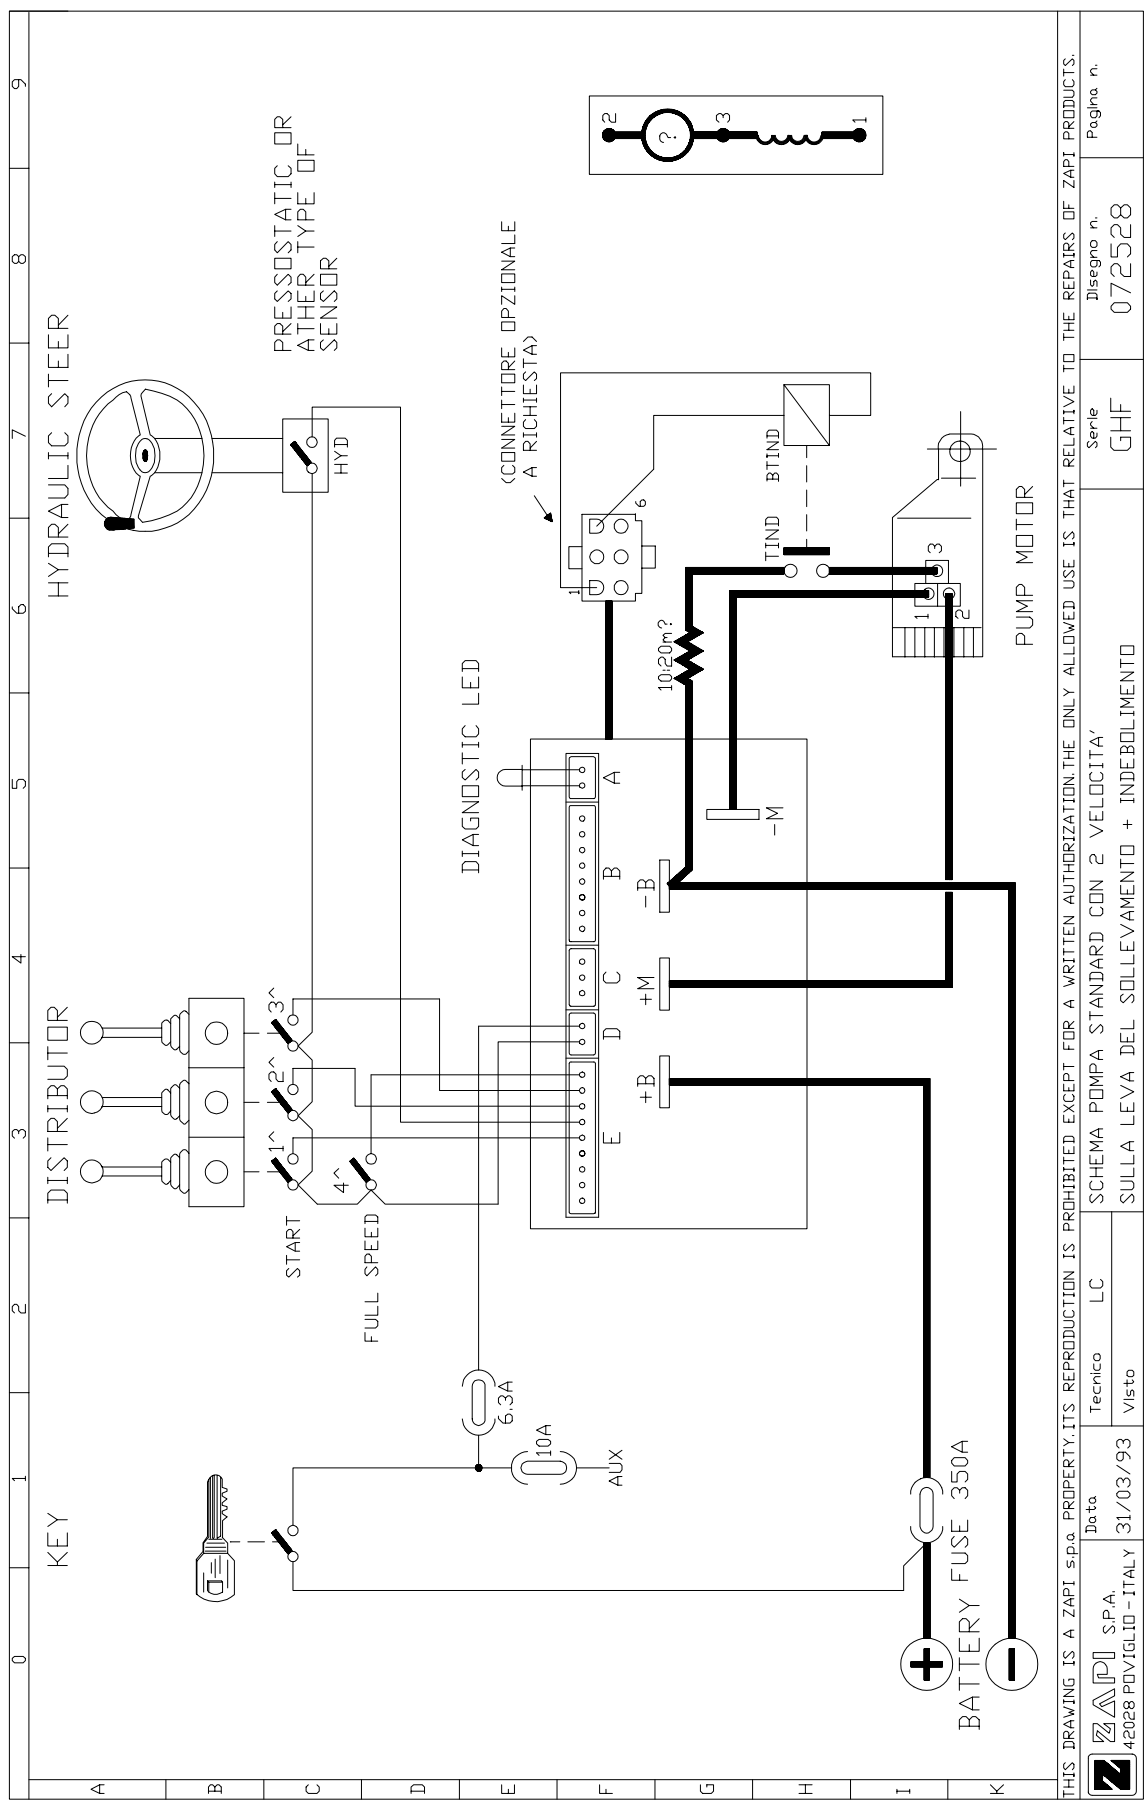 0 1 2 3 4 5 6 7 8 9
A
B
C
D
E
F
G
H
I
K
KEY
DISTRIBUTOR
HYDRAULIC STEER
1^
2^
3^
START
4^
FULL SPEED
HYD
PRESSOSTATIC OR
ATHER TYPE OF
SENSOR
DIAGNOSTIC LED
(CONNETTORE OPZIONALE
A RICHIESTA)
6.3A
10A
AUX
E
D
C
B
A
1
6
+B
+M
-B
-M
10:20m?
TIND
BTIND
2
?
3
1
1
2
3
PUMP MOTOR
BATTERY FUSE 350A
+
-
THIS DRAWING IS A ZAPI s.p.a PROPERTY.ITS REPRODUCTION IS PROHIBITED EXCEPT FOR A WRITTEN AUTHORIZATION.THE ONLY ALLOWED USE IS THAT RELATIVE TO THE REPAIRS OF ZAPI PRODUCTS.
ZAPI S.P.A.
42028 POVIGLIO - ITALY
Data
31/03/93
Tecnico LC
Visto
SCHEMA POMPA STANDARD CON 2 VELOCITA'
SULLA LEVA DEL SOLLEVAMENTO + INDEBOLIMENTO
Serie
GHF
Disegno n.
072528
Pagina n.